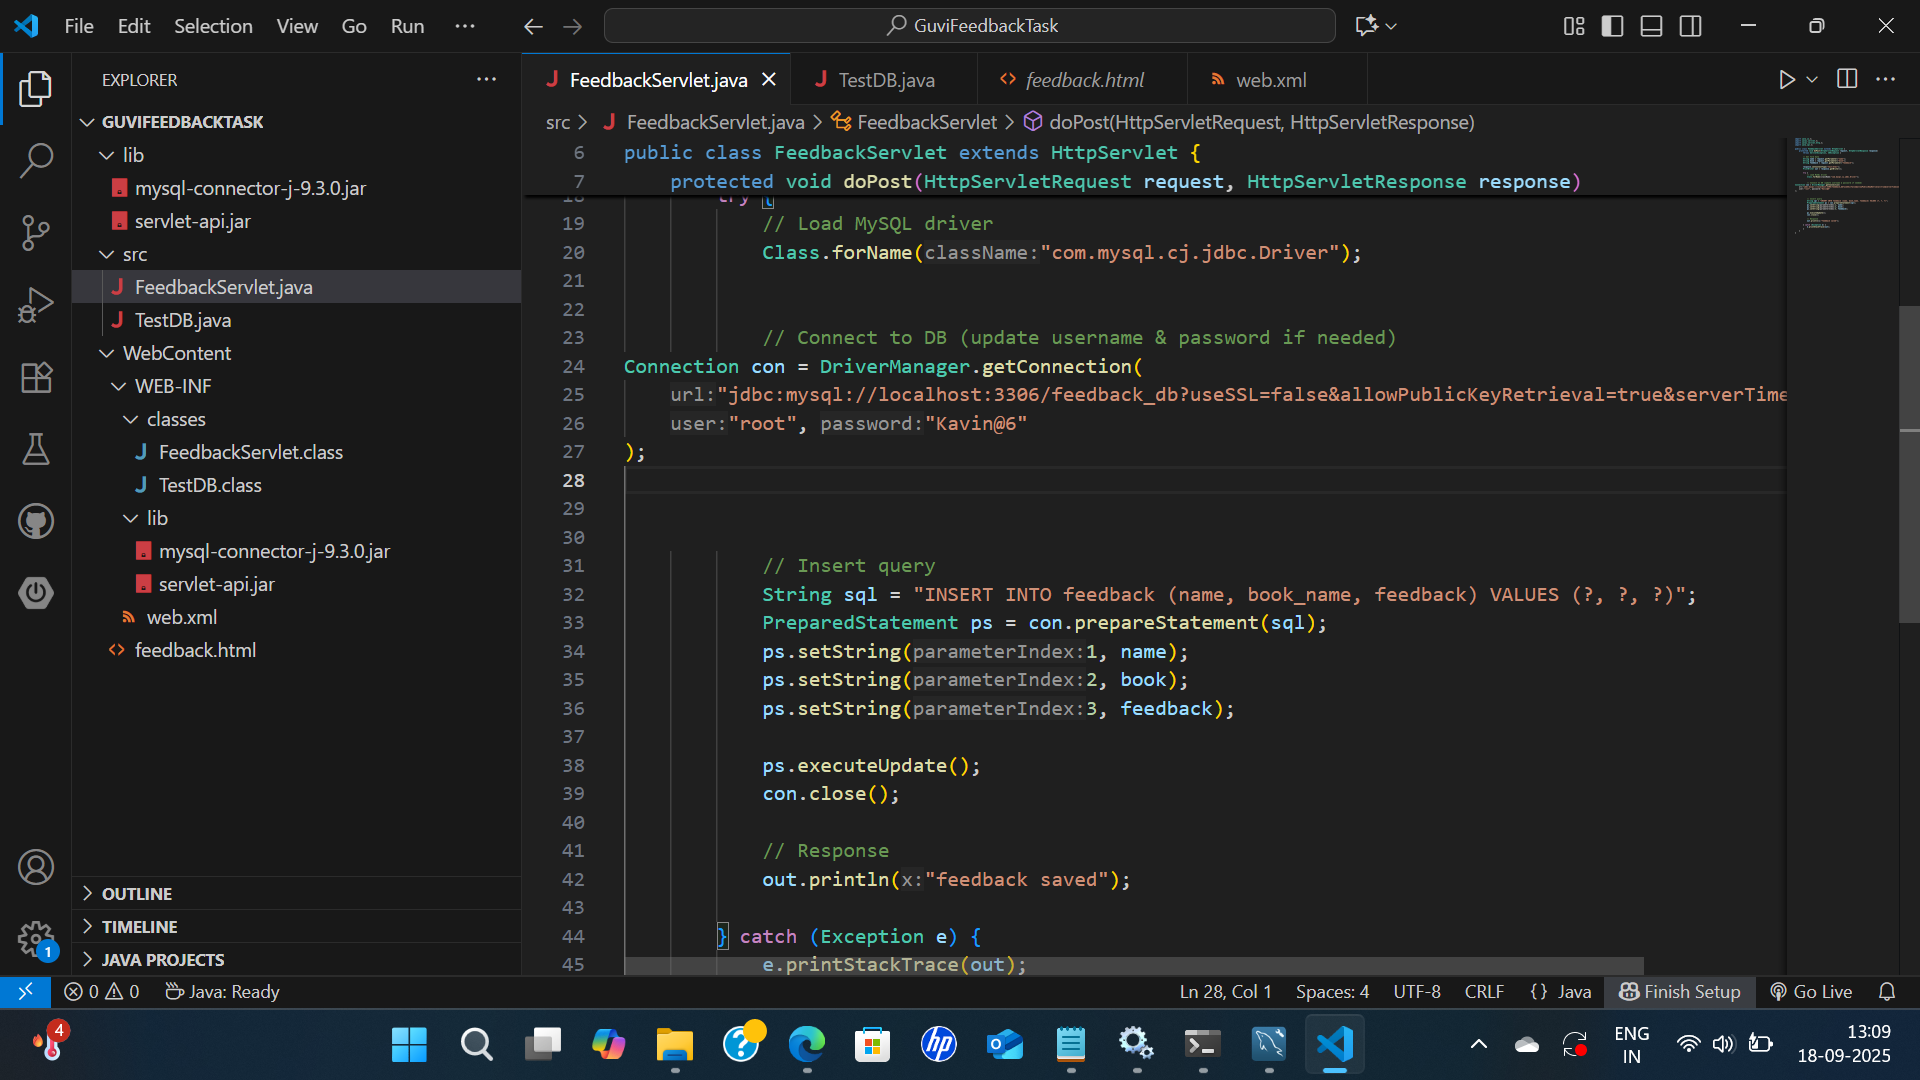 File Edit Selection View Go Run ···
GuviFeedbackTask
EXPLORER
GUVIFEEDBACKTASK
lib
mysql-connector-j-9.3.0.jar
servlet-api.jar
src
FeedbackServlet.java
TestDB.java
WebContent
WEB-INF
classes
FeedbackServlet.class
TestDB.class
lib
mysql-connector-j-9.3.0.jar
servlet-api.jar
web.xml
feedback.html
OUTLINE
TIMELINE
JAVA PROJECTS
FeedbackServlet.java TestDB.java feedback.html web.xml
src > FeedbackServlet.java > FeedbackServlet > doPost(HttpServletRequest, HttpServletResponse)
6 public class FeedbackServlet extends HttpServlet {
7 protected void doPost(HttpServletRequest request, HttpServletResponse response)
18 try {
19 // Load MySQL driver
20 Class.forName(className:"com.mysql.cj.jdbc.Driver");
21
22
23 // Connect to DB (update username & password if needed)
24 Connection con = DriverManager.getConnection(
25 url:"jdbc:mysql://localhost:3306/feedback_db?useSSL=false&allowPublicKeyRetrieval=true&serverTime
26 user:"root", password:"Kavin@6"
27 );
28
29
30
31 // Insert query
32 String sql = "INSERT INTO feedback (name, book_name, feedback) VALUES (?, ?, ?)";
33 PreparedStatement ps = con.prepareStatement(sql);
34 ps.setString(parameterIndex:1, name);
35 ps.setString(parameterIndex:2, book);
36 ps.setString(parameterIndex:3, feedback);
37
38 ps.executeUpdate();
39 con.close();
40
41 // Response
42 out.println(x:"feedback saved");
43
44 } catch (Exception e) {
45 e.printStackTrace(out);
1
0 0 Java: Ready
Ln 28, Col 1 Spaces: 4 UTF-8 CRLF {} Java Finish Setup Go Live
4
ENG
IN
13:09
18-09-2025